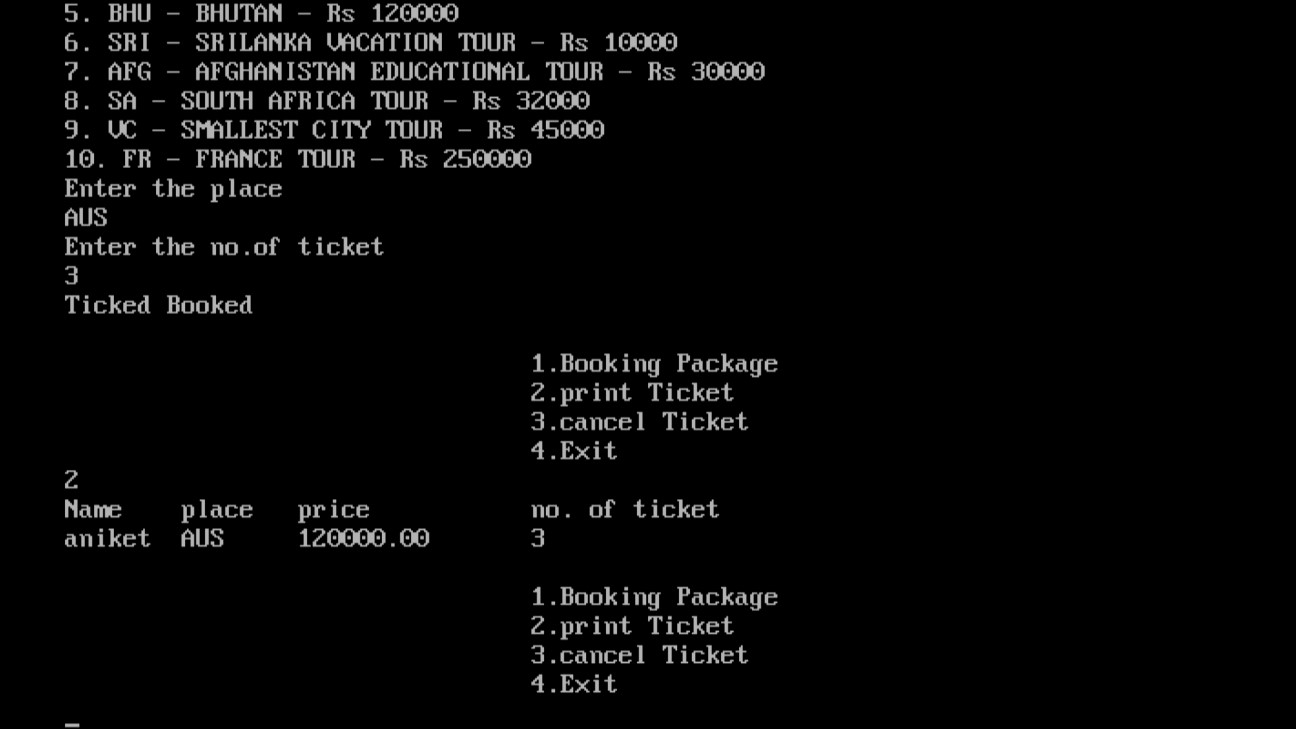 5. BHU - BHUTAN - Rs 120000
6. SRI - SRILANKA VACATION TOUR - Rs 10000
7. AFG - AFGHANISTAN EDUCATIONAL TOUR - Rs 30000
8. SA - SOUTH AFRICA TOUR - Rs 32000
9. VC - SMALLEST CITY TOUR - Rs 45000
10. FR - FRANCE TOUR - Rs 250000
Enter the place
AUS
Enter the no.of ticket
3
Ticked Booked
1.Booking Package
2.print Ticket
3.cancel Ticket
4.Exit
2
Name place price no. of ticket
aniket AUS 120000.00 3
1.Booking Package
2.print Ticket
3.cancel Ticket
4.Exit